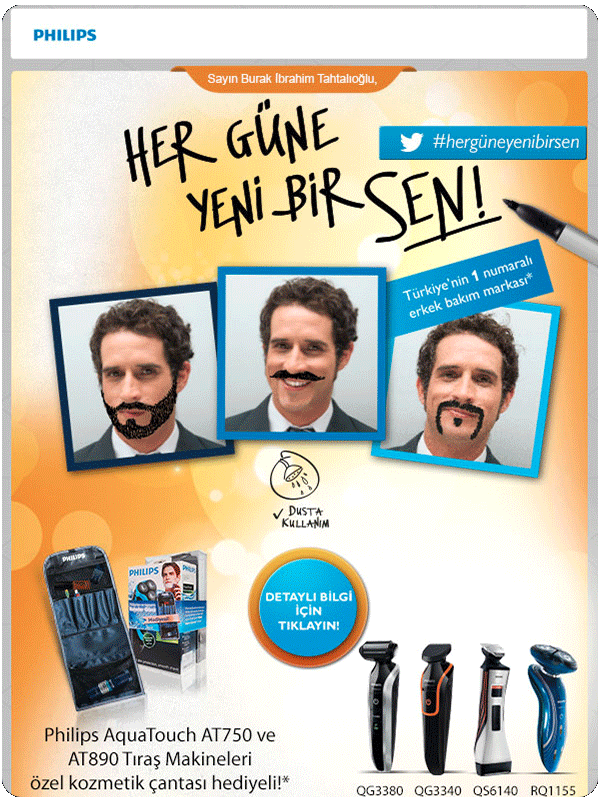 PHILIPS
Sayın Burak İbrahim Tahtalıoğlu,
HER GÜNE
YENİ BİR SEN!
#hergüneyenibirsen
Türkiye'nin 1 numaralı
erkek bakım markası*
✓ DUŞTA
KULLANIM
PHILIPS
PHILIPS
DETAYLI BİLGİ
İÇİN
TIKLAYIN!
Philips AquaTouch AT750 ve
AT890 Tıraş Makineleri
özel kozmetik çantası hediyeli!*
QG3380 QG3340 QS6140 RQ1155